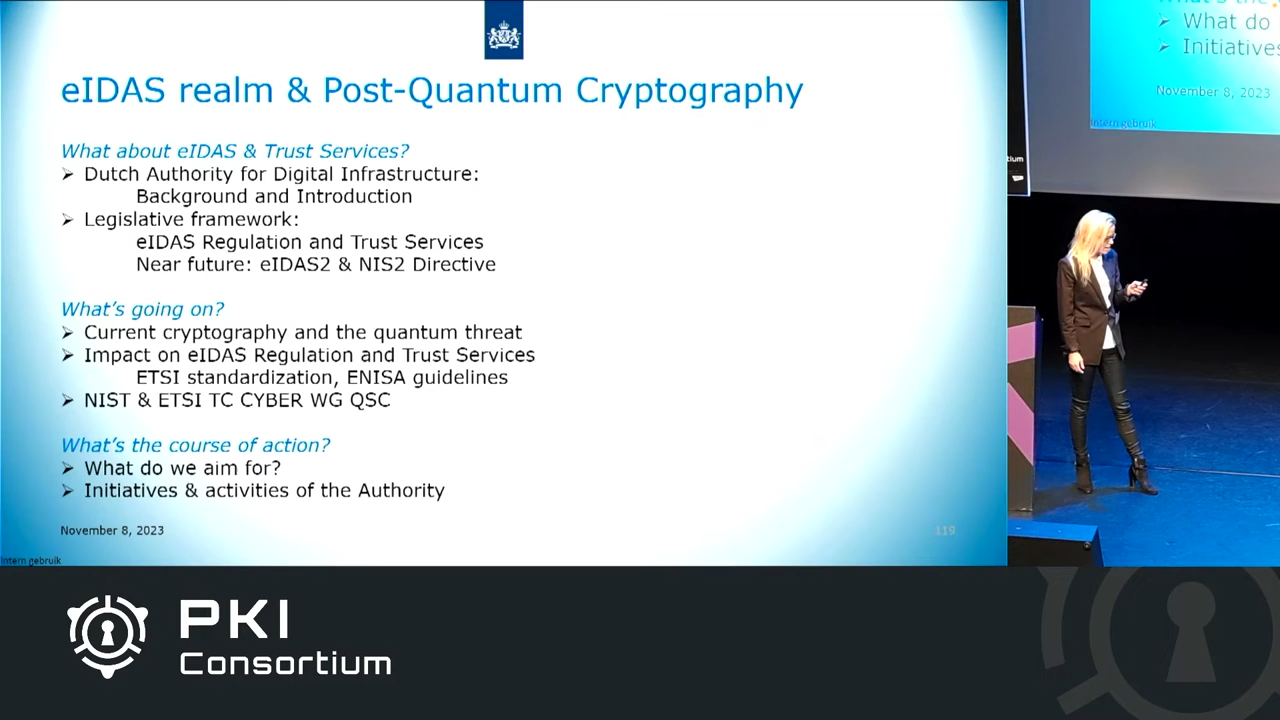 eIDAS realm & Post-Quantum Cryptography
What about eIDAS & Trust Services?
➢ Dutch Authority for Digital Infrastructure:
Background and Introduction
➢ Legislative framework:
eIDAS Regulation and Trust Services
Near future: eIDAS2 & NIS2 Directive
What's going on?
➢ Current cryptography and the quantum threat
➢ Impact on eIDAS Regulation and Trust Services
ETSI standardization, ENISA guidelines
➢ NIST & ETSI TC CYBER WG QSC
What's the course of action?
➢ What do we aim for?
➢ Initiatives & activities of the Authority
November 8, 2023
119
Intern gebruik
➢ What do
➢ Initiatives
November 8, 2023
Intern gebruik
tium
PKI
Consortium